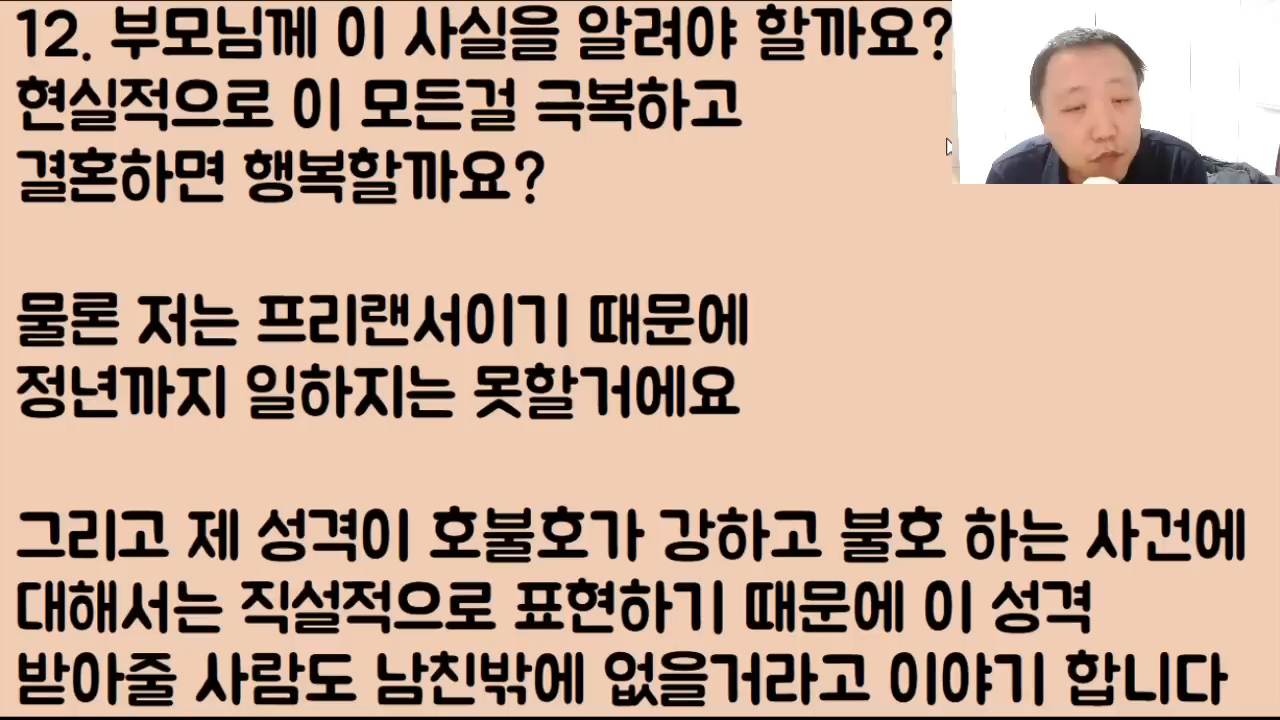 12. 부모님께 이 사실을 알려야 할까요?
현실적으로 이 모든걸 극복하고
결혼하면 행복할까요?
물론 저는 프리랜서이기 때문에
정년까지 일하지는 못할거에요
그리고 제 성격이 호불호가 강하고 불호 하는 사건에
대해서는 직설적으로 표현하기 때문에 이 성격
받아줄 사람도 남친밖에 없을거라고 이야기 합니다